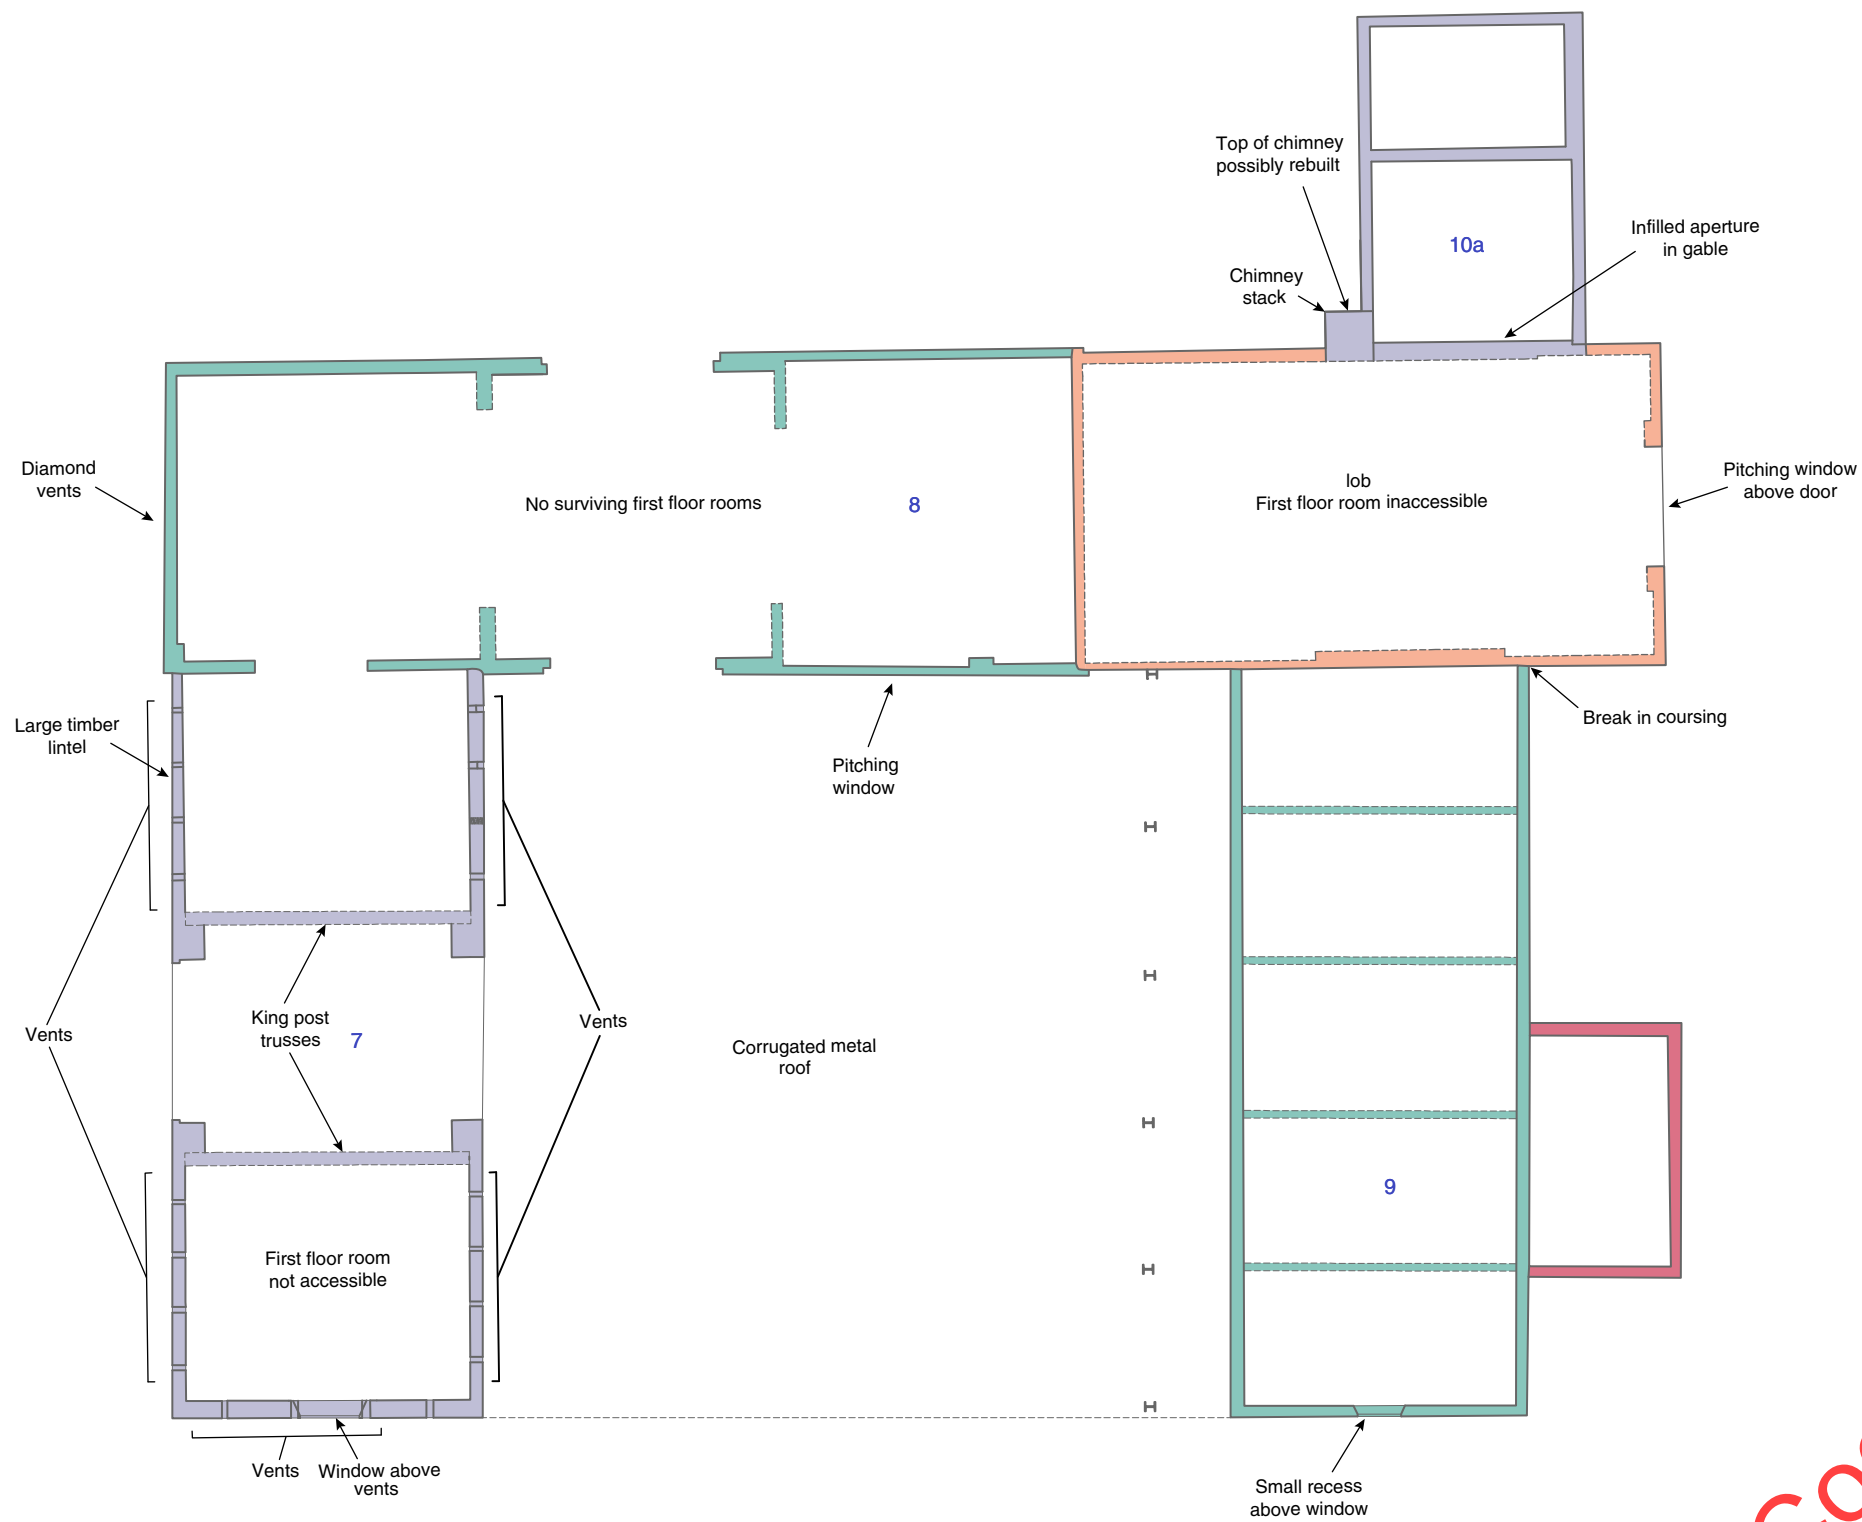 Top of chimney
possibly rebuilt
Infilled aperture
in gable
10a
Chimney
stack
Diamond
vents
No surviving first floor rooms
8
lob
First floor room inaccessible
Pitching window
above door
Large timber
lintel
Break in coursing
Pitching
window
King post
trusses
7
Vents
Vents
Corrugated metal
roof
9
First floor room
not accessible
Vents
Window above
vents
Small recess
above window